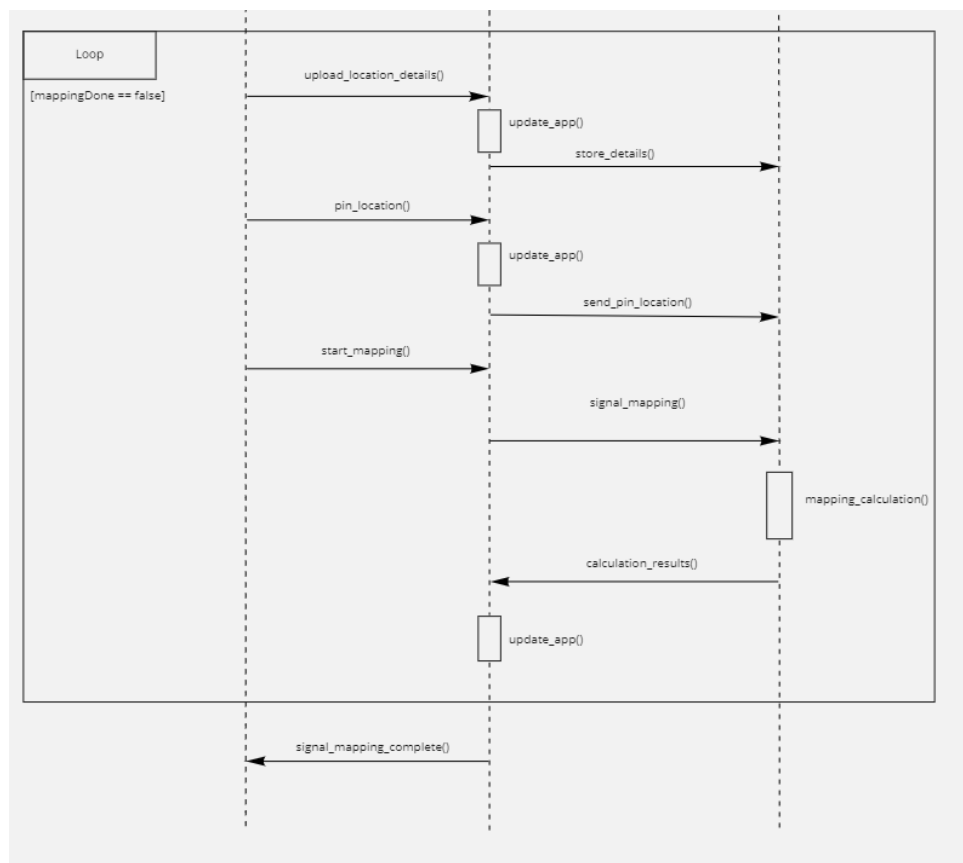 Loop
upload_location_details()
[mappingDone == false]
update_app()
store_details()
pin_location()
update_app()
send_pin_location()
start_mapping()
signal_mapping()
mapping_calculation()
calculation_results()
update_app()
signal_mapping_complete()